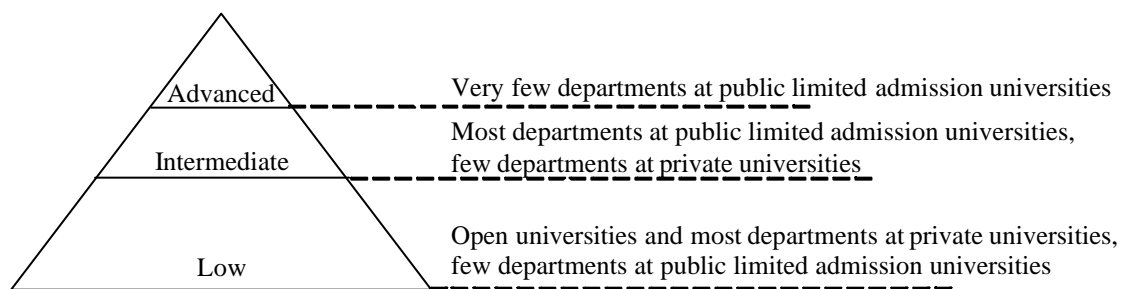 Advanced
Very few departments at public limited admission universities
Most departments at public limited admission universities,
Intermediate
few departments at private universities
Open universities and most departments at private universities,
Low
few departments at public limited admission universities